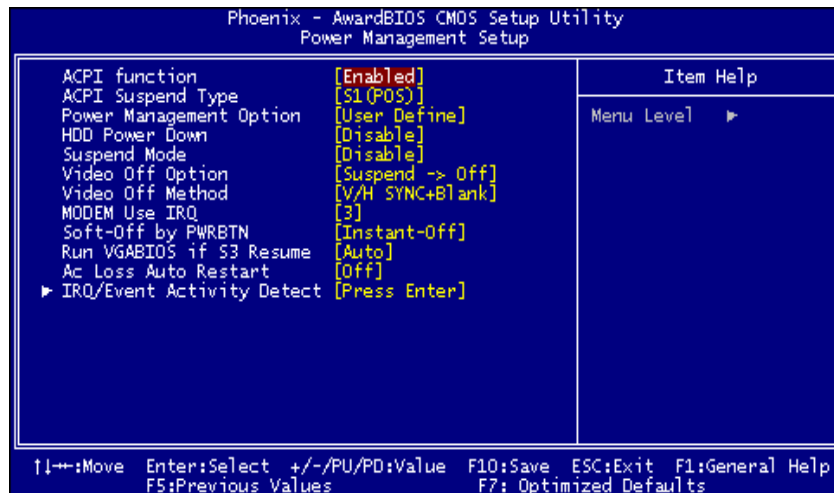 Phoenix - AwardBIOS CMOS Setup Utility
Power Management Setup
ACPI function [Enabled]
ACPI Suspend Type [S1(POS)]
Power Management Option [User Define]
HDD Power Down [Disable]
Suspend Mode [Disable]
Video Off Option [Suspend -> Off]
Video Off Method [V/H SYNC+Blank]
MODEM Use IRQ [3]
Soft-Off by PWRBTN [Instant-Off]
Run VGABIOS if S3 Resume [Auto]
Ac Loss Auto Restart [Off]
▶ IRQ/Event Activity Detect [Press Enter]
Item Help
Menu Level ▶
↑↓→←:Move Enter:Select +/-/PU/PD:Value F10:Save ESC:Exit F1:General Help
F5:Previous Values F7: Optimized Defaults